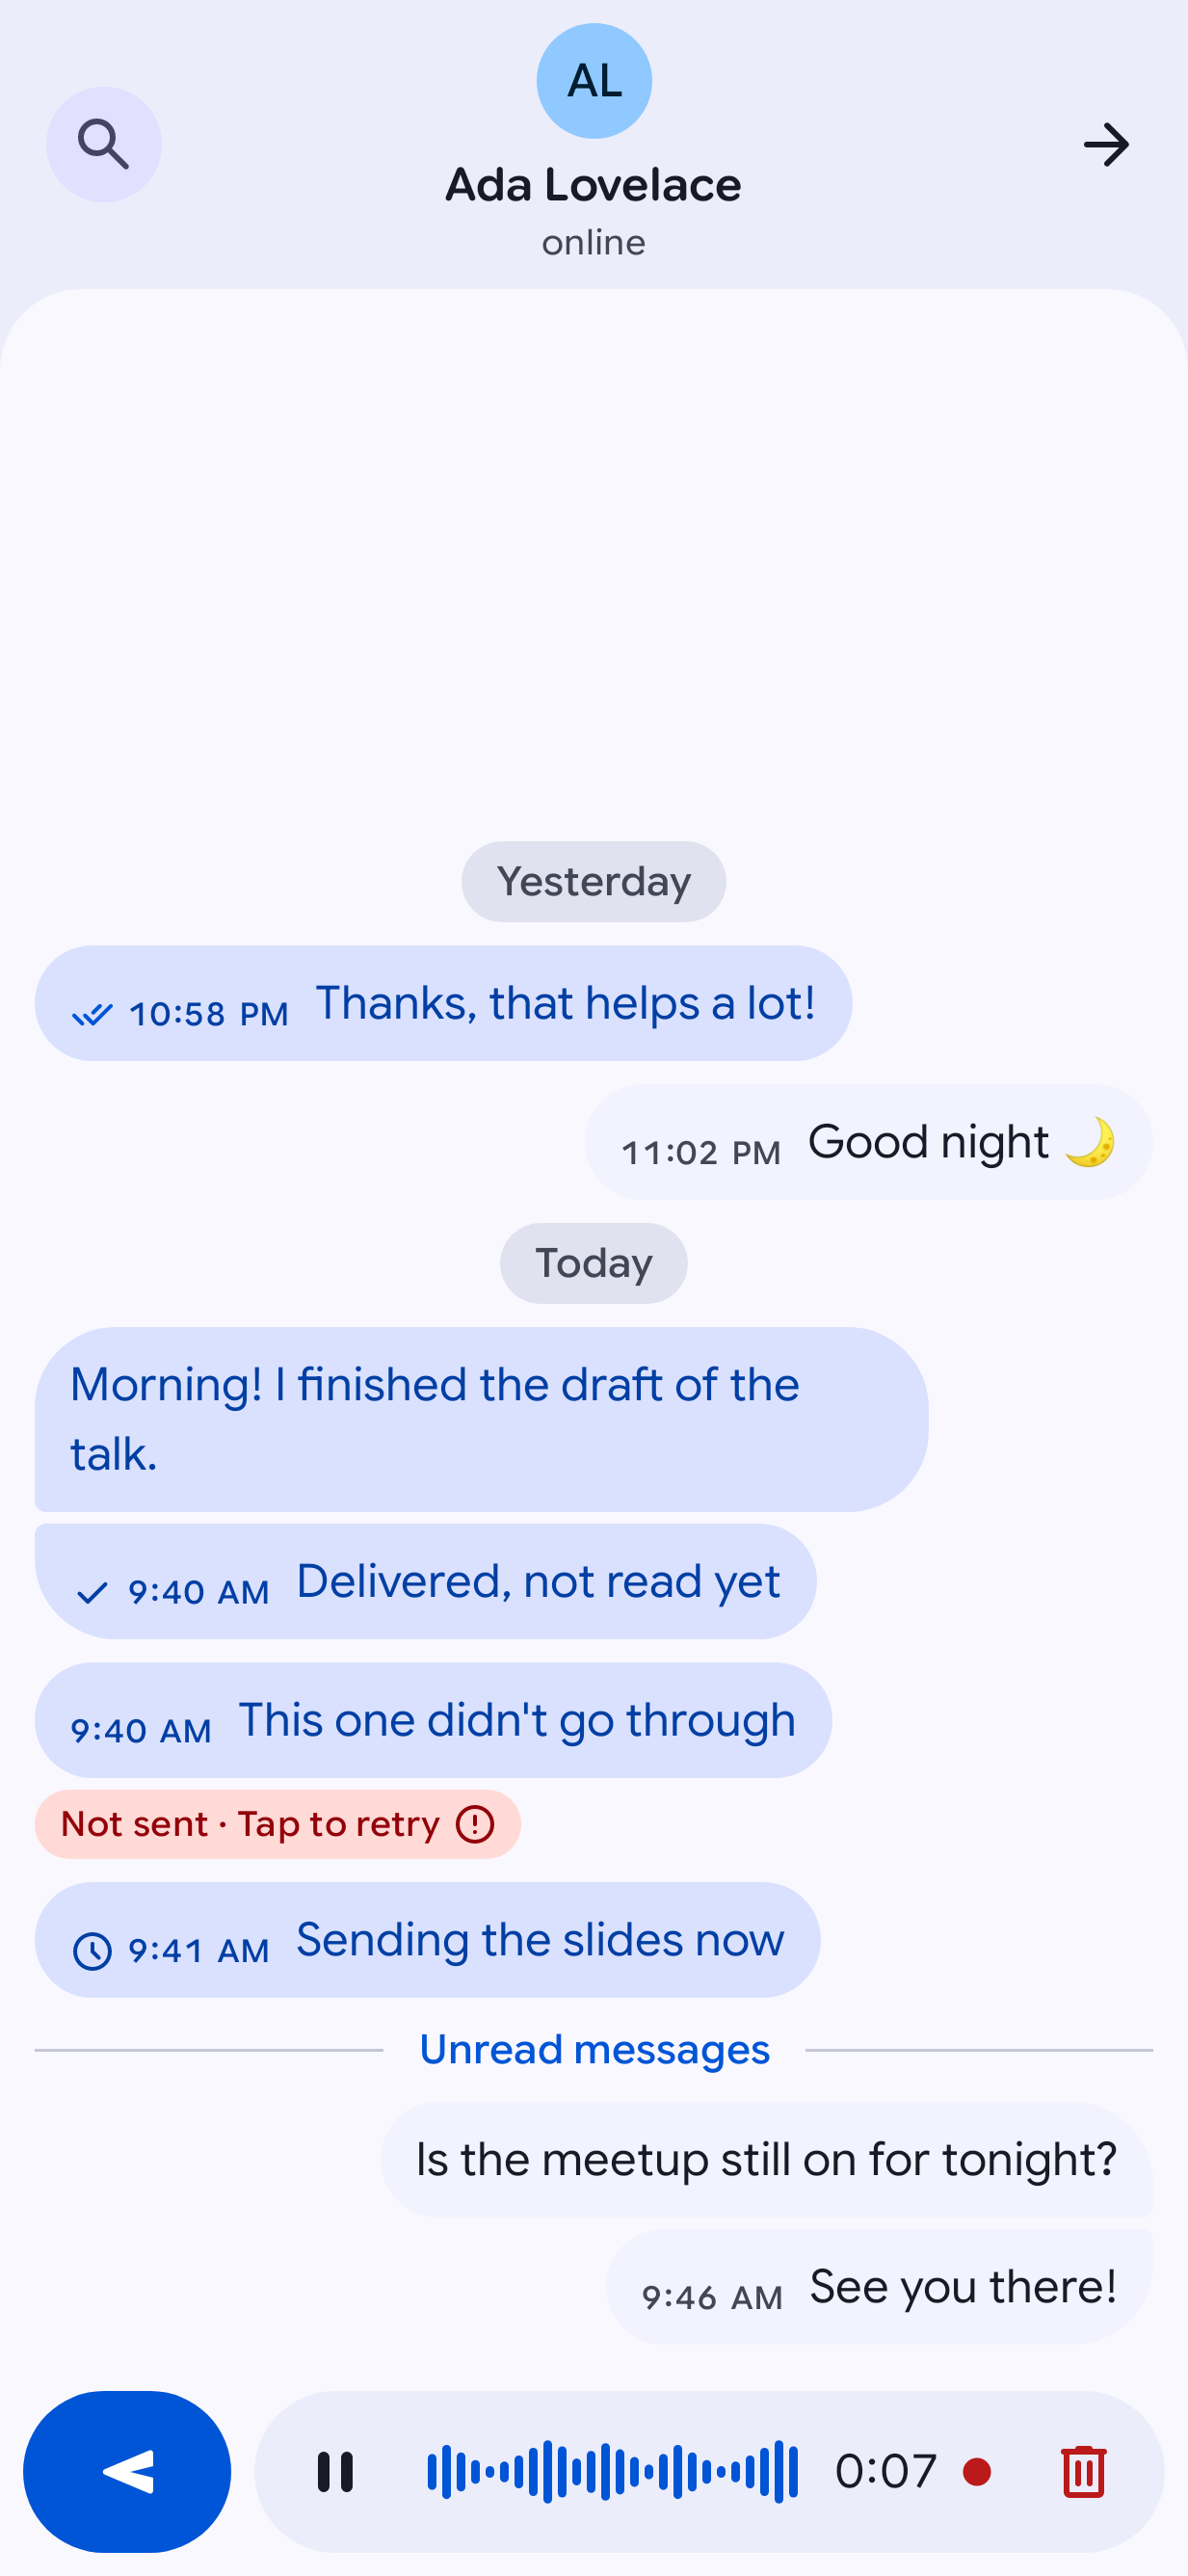 AL
Ada Lovelace
online
Yesterday
10:58 PM Thanks, that helps a lot!
11:02 PM Good night 🌙
Today
Morning! I finished the draft of the
talk.
9:40 AM Delivered, not read yet
9:40 AM This one didn't go through
Not sent · Tap to retry
9:41 AM Sending the slides now
Unread messages
Is the meetup still on for tonight?
9:46 AM See you there!
0:07